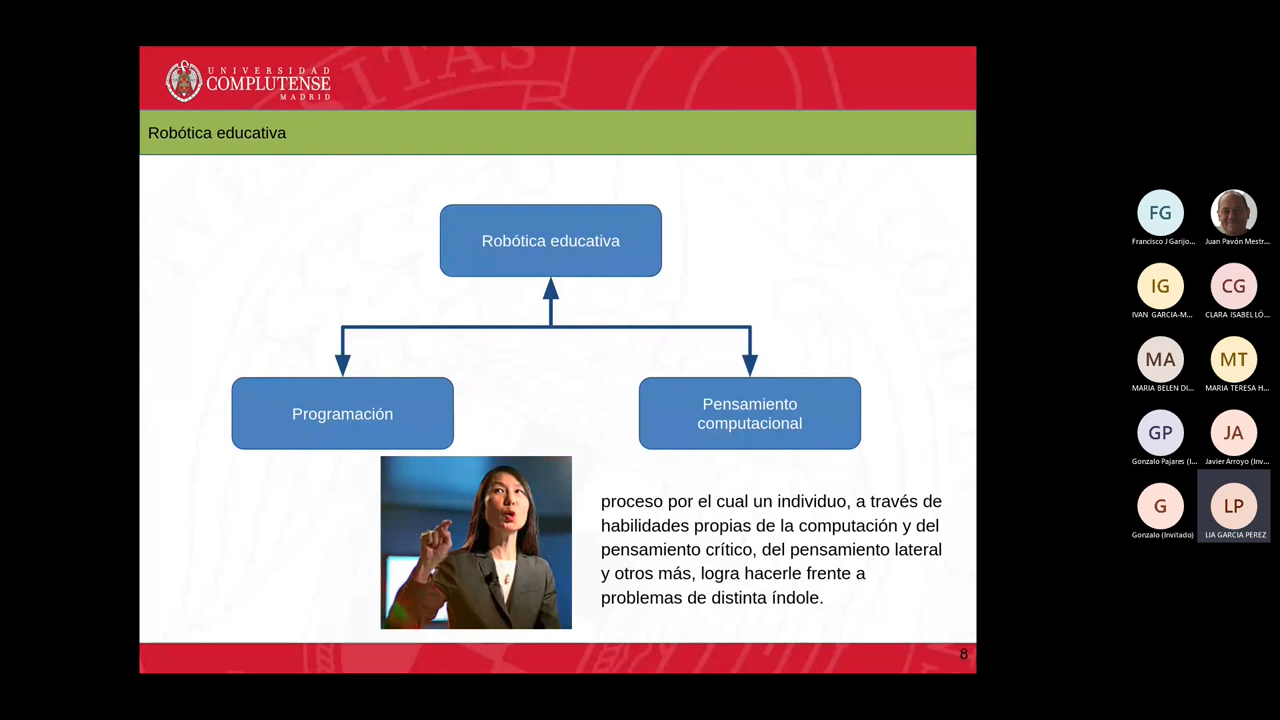 UNIVERSIDAD
COMPLUTENSE
MADRID
Robótica educativa
Robótica educativa
Programación
Pensamiento
computacional
proceso por el cual un individuo, a través de
habilidades propias de la computación y del
pensamiento crítico, del pensamiento lateral
y otros más, logra hacerle frente a
problemas de distinta índole.
8
FG
Francisco J Garijo...
Juan Pavón Mestr...
IG
IVAN GARCIA-M...
CG
CLARA ISABEL LÓ...
MA
MARIA BELEN DI...
MT
MARIA TERESA H...
GP
Gonzalo Pajares (I...
JA
Javier Arroyo (Inv...
G
Gonzalo (Invitado)
LP
LIA GARCIA PEREZ